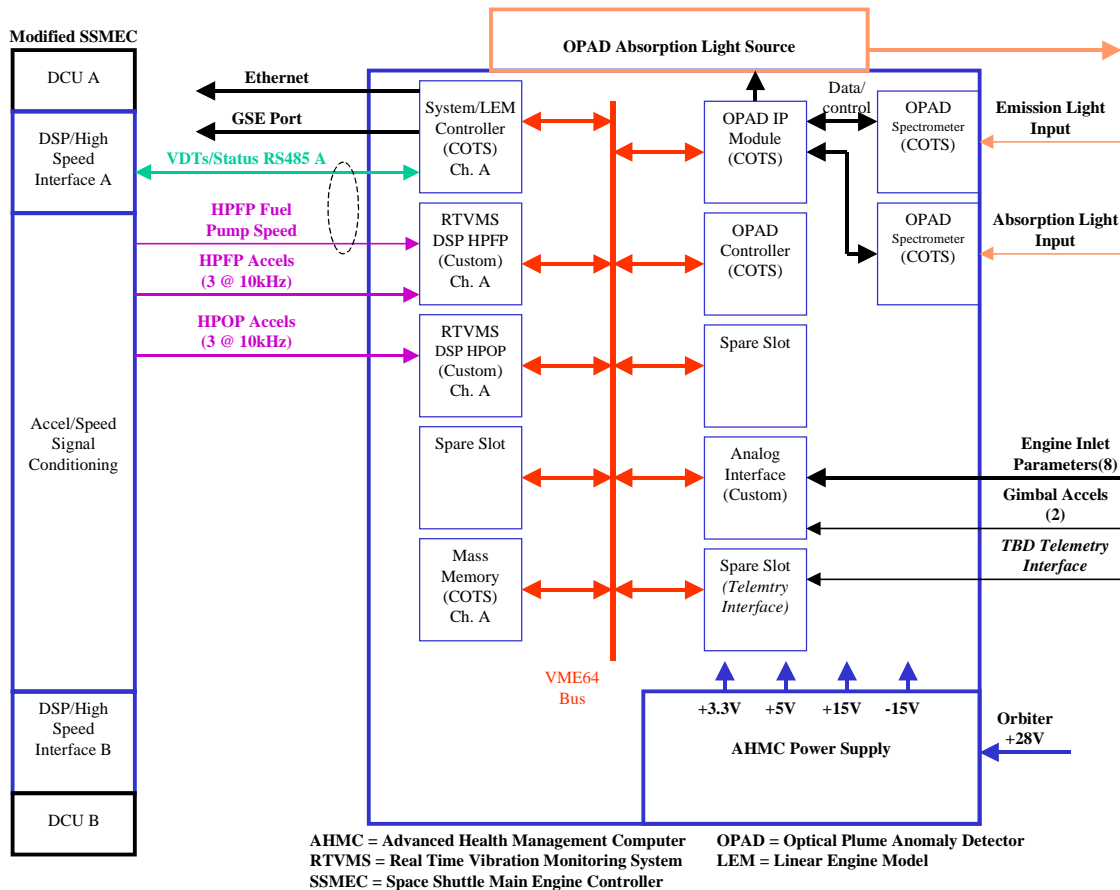 Modified SSMEC
DCU A
DSP/High
Speed
Interface A
Accel/Speed
Signal
Conditioning
DSP/High
Speed
Interface B
DCU B
Ethernet
GSE Port
VDTs/Status RS485 A
HPFP Fuel
Pump Speed
HPFP Accels
(3 @ 10kHz)
HPOP Accels
(3 @ 10kHz)
OPAD Absorption Light Source
System/LEM
Controller
(COTS)
Ch. A
RTVMS
DSP HPFP
(Custom)
Ch. A
RTVMS
DSP HPOP
(Custom)
Ch. A
Spare Slot
Mass
Memory
(COTS)
Ch. A
VME64
Bus
OPAD IP
Module
(COTS)
OPAD
Controller
(COTS)
Spare Slot
Analog
Interface
(Custom)
Spare Slot
(Telemtry
Interface)
Data/
control
OPAD
Spectrometer
(COTS)
OPAD
Spectrometer
(COTS)
Emission Light
Input
Absorption Light
Input
Engine Inlet
Parameters(8)
Gimbal Accels
(2)
TBD Telemetry
Interface
+3.3V +5V +15V -15V
AHMC Power Supply
Orbiter
+28V
AHMC = Advanced Health Management Computer
RTVMS = Real Time Vibration Monitoring System
SSMEC = Space Shuttle Main Engine Controller
OPAD = Optical Plume Anomaly Detector
LEM = Linear Engine Model